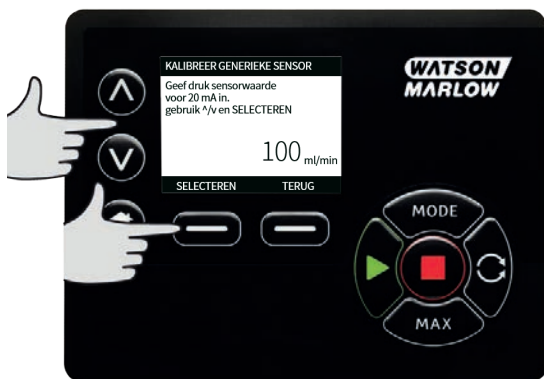 KALIBREER GENERIEKE SENSOR
Geef druk sensorwaarde
voor 20 mA in.
gebruik ^/v en SELECTEREN
100 ml/min
SELECTEREN TERUG
WATSON
MARLOW
MODE
MAX